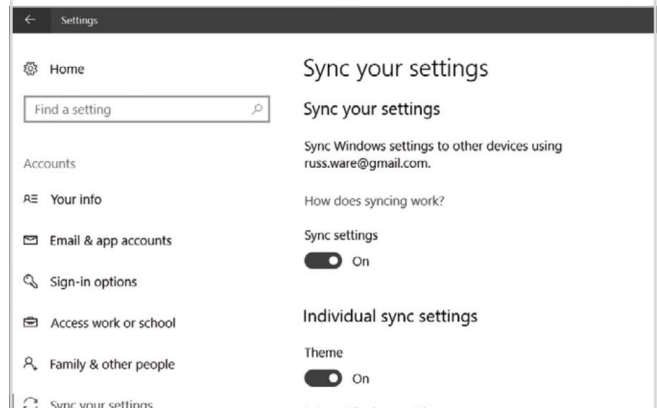 Settings
Home
Find a setting
Accounts
Your info
Email & app accounts
Sign-in options
Access work or school
Family & other people
Sync your settings
Sync your settings
Sync your settings
Sync Windows settings to other devices using
russ.ware@gmail.com.
How does syncing work?
Sync settings
On
Individual sync settings
Theme
On